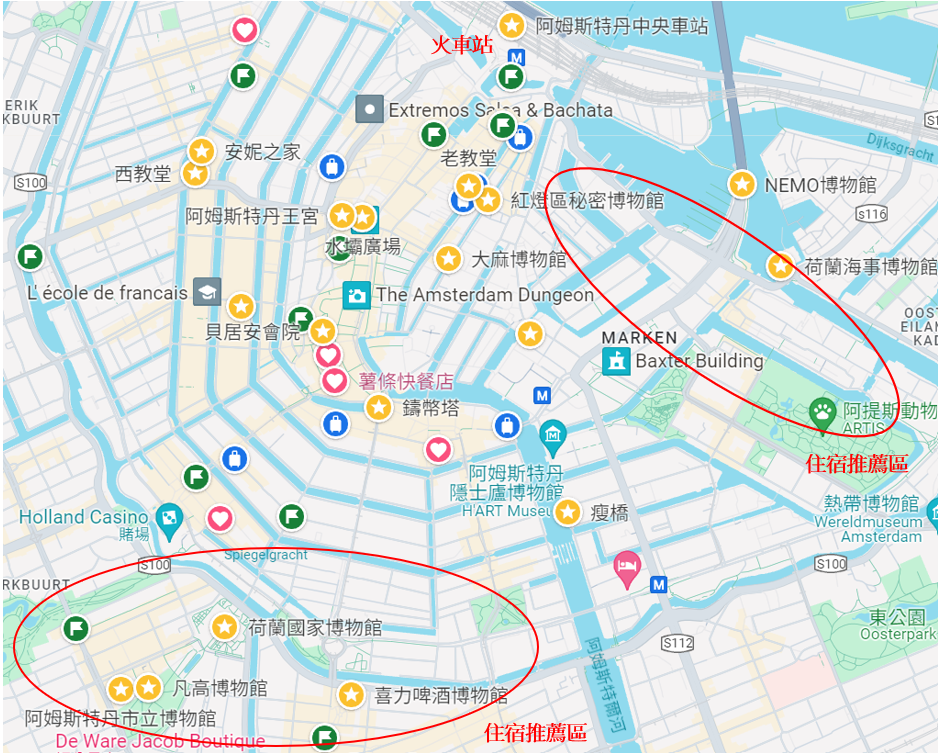 阿姆斯特丹中央車站
火車站
M
ERIK
KBUURT
Extremos Salsa & Bachata
S1
Dijksgracht
老教堂
安妮之家
西教堂
S100
NEMO博物館
紅燈區秘密博物館
s116
阿姆斯特丹王宮
水壩廣場
大麻博物館
荷蘭海事博物館
L' école de francais
The Amsterdam Dungeon
OOST
EILAN
KAD
貝居安會院
MARKEN
Baxter Building
薯條快餐店
M
鑄幣塔
阿提斯動物
ARTIS
住宿推薦區
阿姆斯特丹
隱士廬博物館
H'ART Museu
熱帶博物館
Wereldmuseum
Amsterdam
瘦橋
Holland Casino
賭場
Spiegelgracht
S100
S100
RKBUURT
M
東公園
Oosterpark
荷蘭國家博物館
S112
阿姆斯特爾河
凡高博物館
喜力啤酒博物館
阿姆斯特丹市立博物館
住宿推薦區
De Ware Jacob Boutique